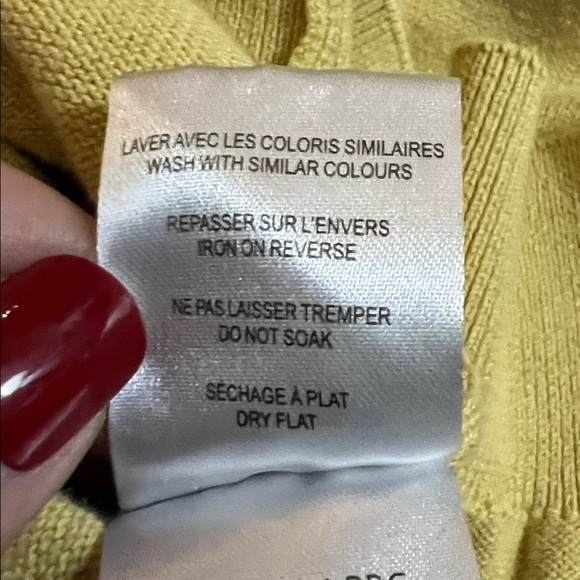 LAVER AVEC LES COLORIS SIMILAIRES
WASH WITH SIMILAR COLOURS
REPASSER SUR L'ENVERS
IRON ON REVERSE
NE PAS LAISSER TREMPER
DO NOT SOAK
SECHAGE À PLAT
DRY FLAT